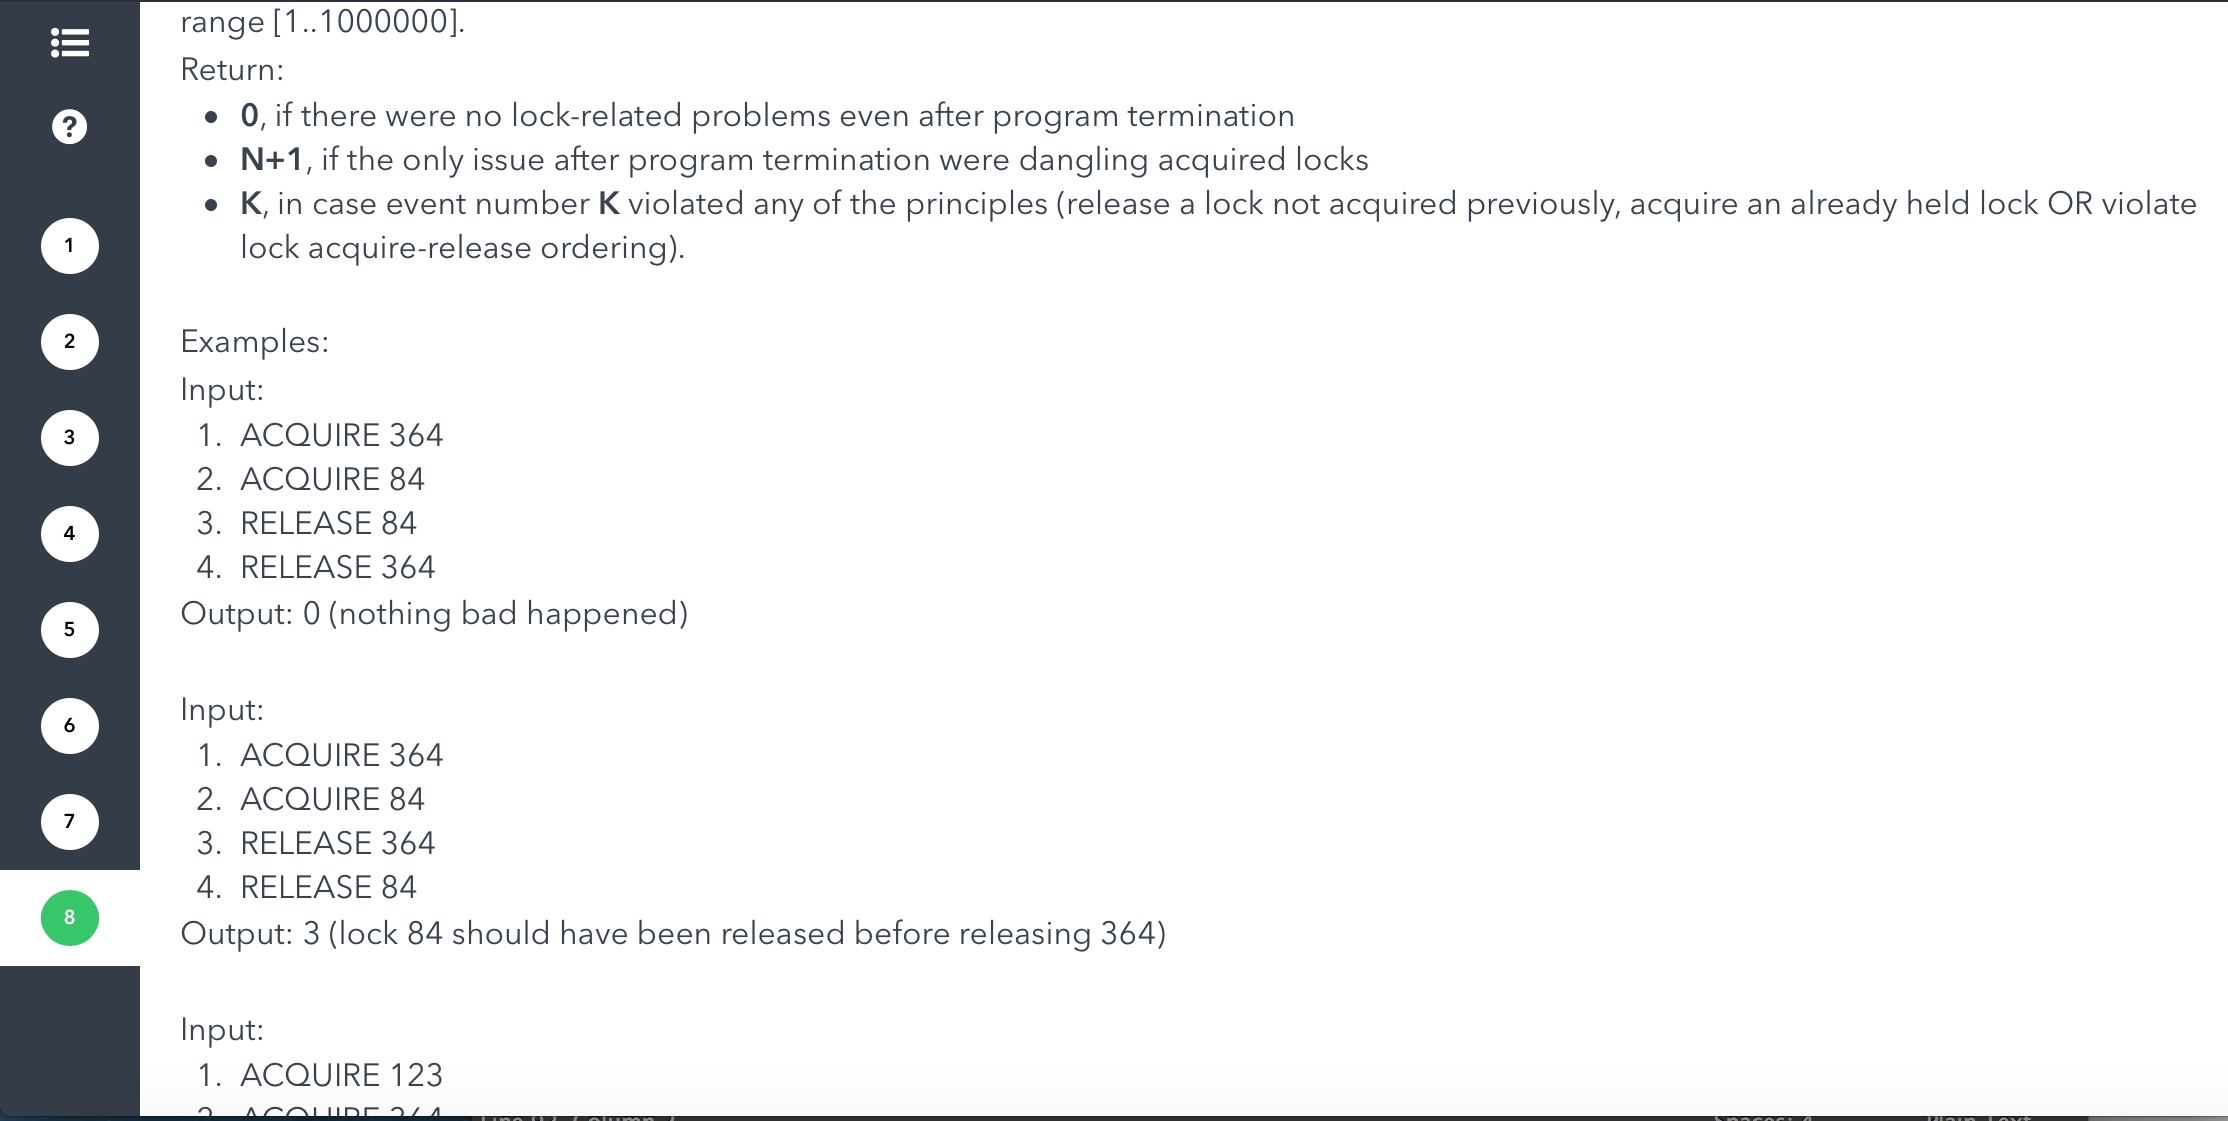 range [1..1000000].
Return:
0, if there were no lock-related problems even after program termination
N+1, if the only issue after program termination were dangling acquired locks
K, in case event number K violated any of the principles (release a lock not acquired previously, acquire an already held lock OR violate
lock acquire-release ordering).
Examples:
Input:
1. ACQUIRE 364
2. ACQUIRE 84
3. RELEASE 84
4. RELEASE 364
Output: 0 (nothing bad happened)
Input:
1. ACQUIRE 364
2. ACQUIRE 84
3. RELEASE 364
4. RELEASE 84
Output: 3 (lock 84 should have been released before releasing 364)
Input:
1. ACQUIRE 123
2. ACQUIRE 364
?
1
2
3
4
5
6
7
8